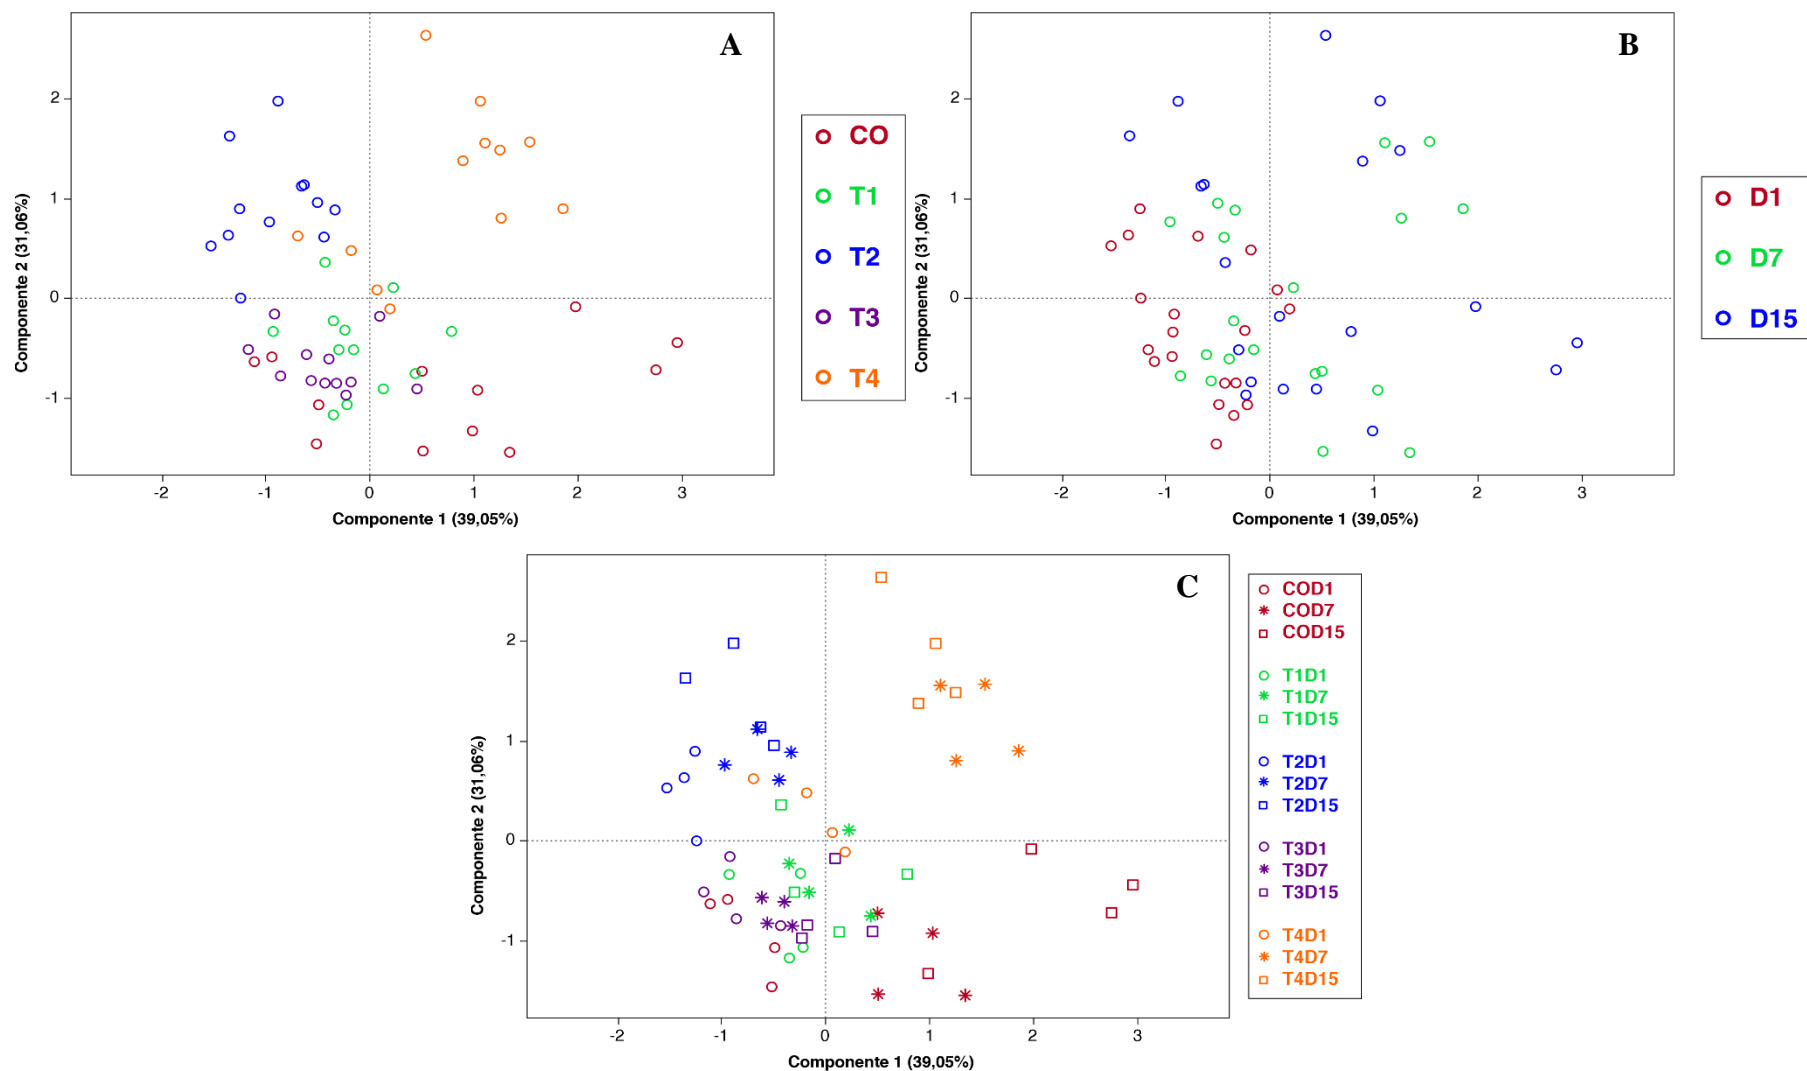 A
2
1
0
-1
-2
-1
0
1
2
3
Componente 2 (31,06%)
Componente 1 (39,05%)
CO
T1
T2
T3
T4
B
2
1
0
-1
-2
-1
0
1
2
3
Componente 2 (31,06%)
Componente 1 (39,05%)
D1
D7
D15
C
2
1
0
-1
-2
-1
0
1
2
3
Componente 2 (31,06%)
Componente 1 (39,05%)
COD1
COD7
COD15
T1D1
T1D7
T1D15
T2D1
T2D7
T2D15
T3D1
T3D7
T3D15
T4D1
T4D7
T4D15